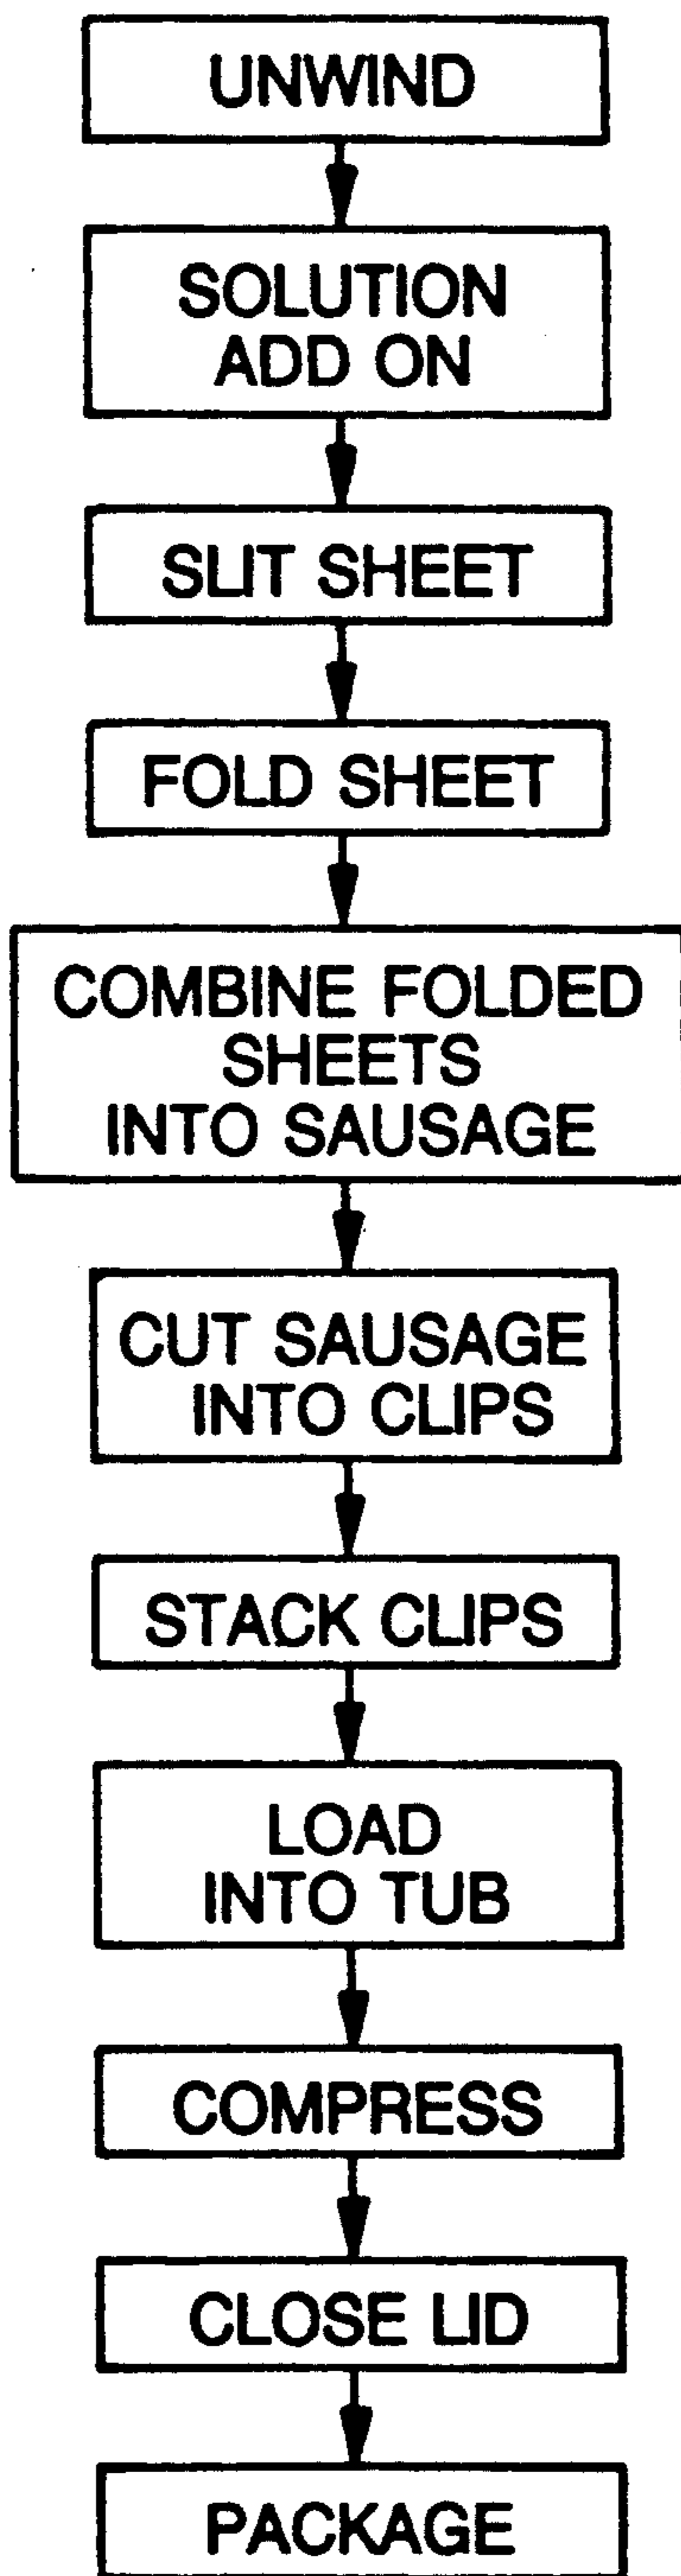 UNWIND
SOLUTION
ADD ON
SLIT SHEET
FOLD SHEET
COMBINE FOLDED
SHEETS
INTO SAUSAGE
CUT SAUSAGE
INTO CLIPS
STACK CLIPS
LOAD
INTO TUB
COMPRESS
CLOSE LID
PACKAGE